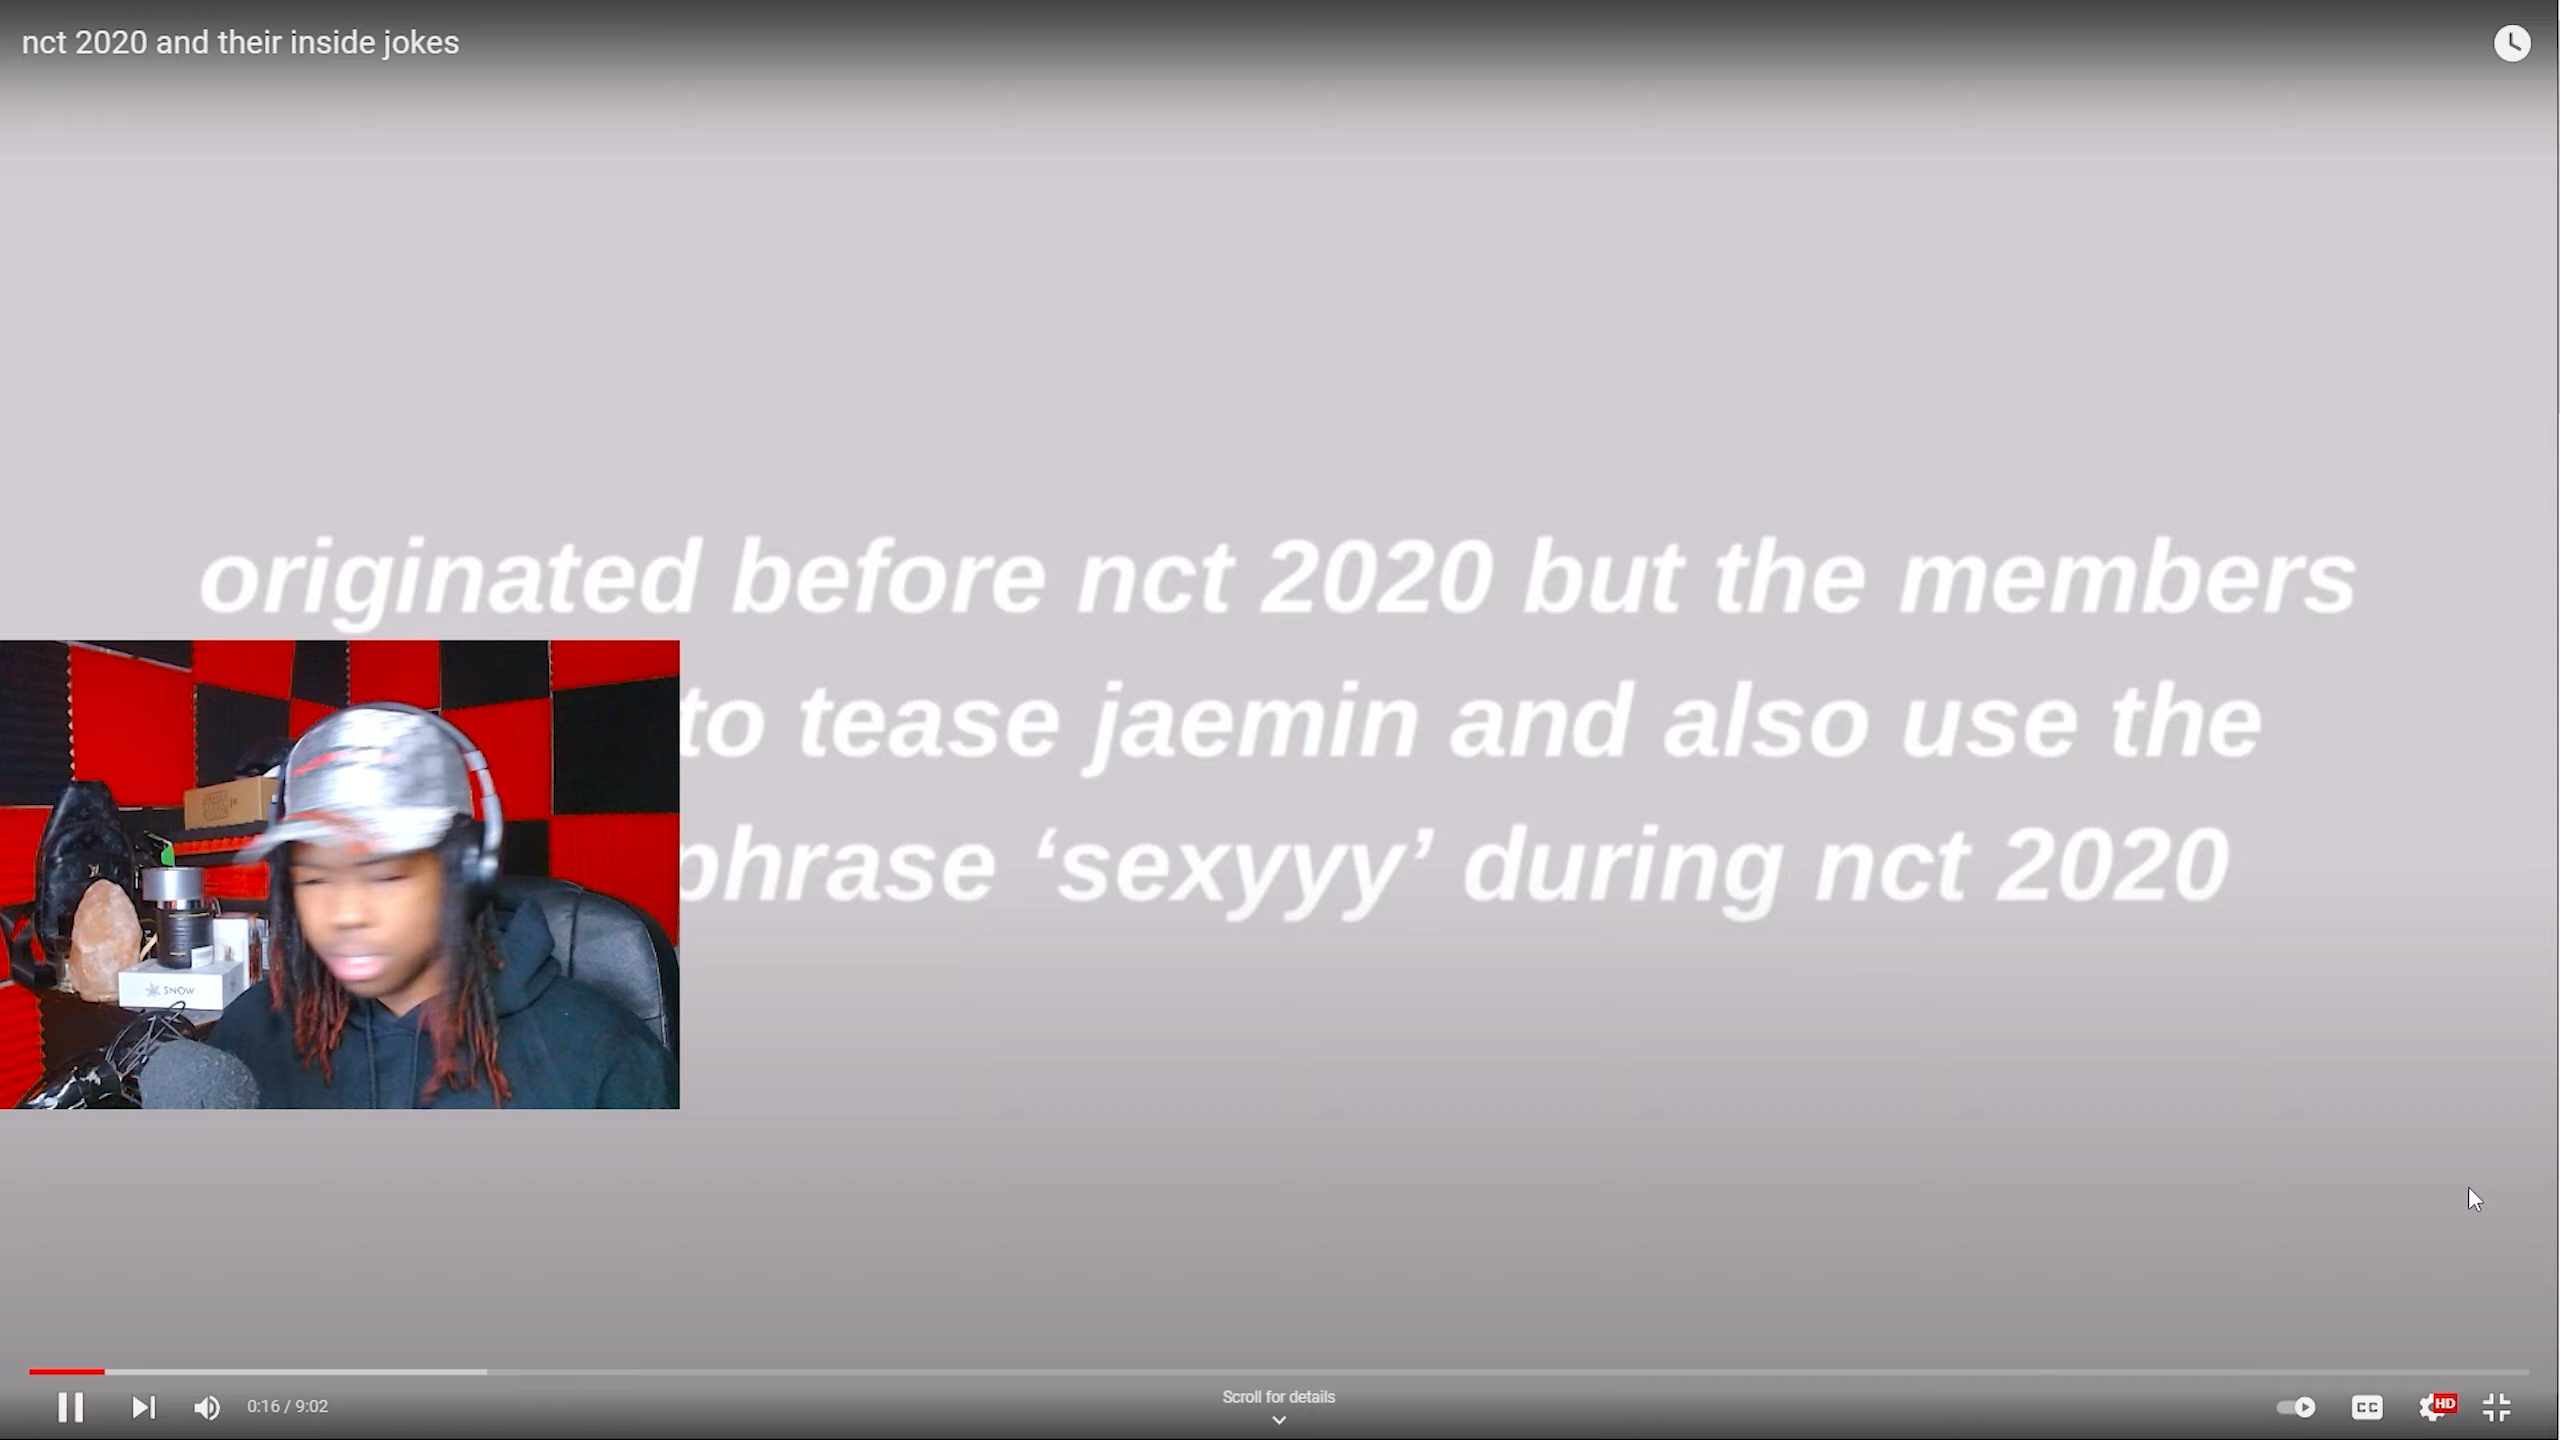 nct 2020 and their inside jokes
originated before nct 2020 but the members
to tease jaemin and also use the
phrase ‘sexyyy’ during nct 2020
SNOW
Scroll for details
0:16 / 9:02
CC
HD